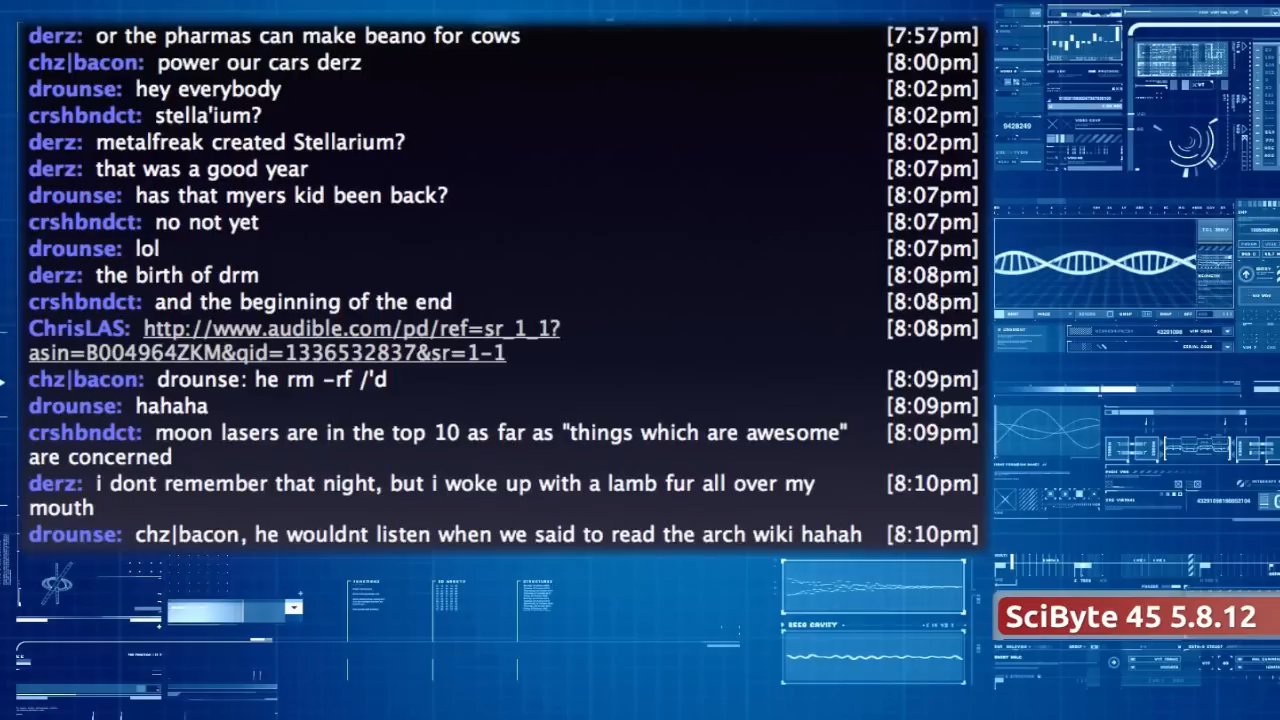 derz: or the pharmas can make beano for cows [7:57pm]
chz|bacon: power our cars derz [8:00pm]
drounse: hey everybody [8:02pm]
crshbndct: stella'ium? [8:02pm]
derz: metalfreak created Stellarium? [8:02pm]
derz: that was a good year [8:07pm]
drounse: has that myers kid been back? [8:07pm]
crshbndct: no not yet [8:07pm]
drounse: lol [8:07pm]
derz: the birth of drm [8:08pm]
crshbndct: and the beginning of the end [8:08pm]
ChrisLAS: http://www.audible.com/pd/ref=sr_1_1? [8:08pm]
asin=B004964ZKM&qid=1336532837&sr=1-1
chz|bacon: drounse: he rm -rf /'d [8:09pm]
drounse: hahaha [8:09pm]
crshbndct: moon lasers are in the top 10 as far as "things which are awesome" [8:09pm]
are concerned
derz: i dont remember that night, but i woke up with a lamb fur all over my [8:10pm]
mouth
drounse: chz|bacon, he wouldnt listen when we said to read the arch wiki hahah [8:10pm]
9428249
SciByte 45 5.8.12